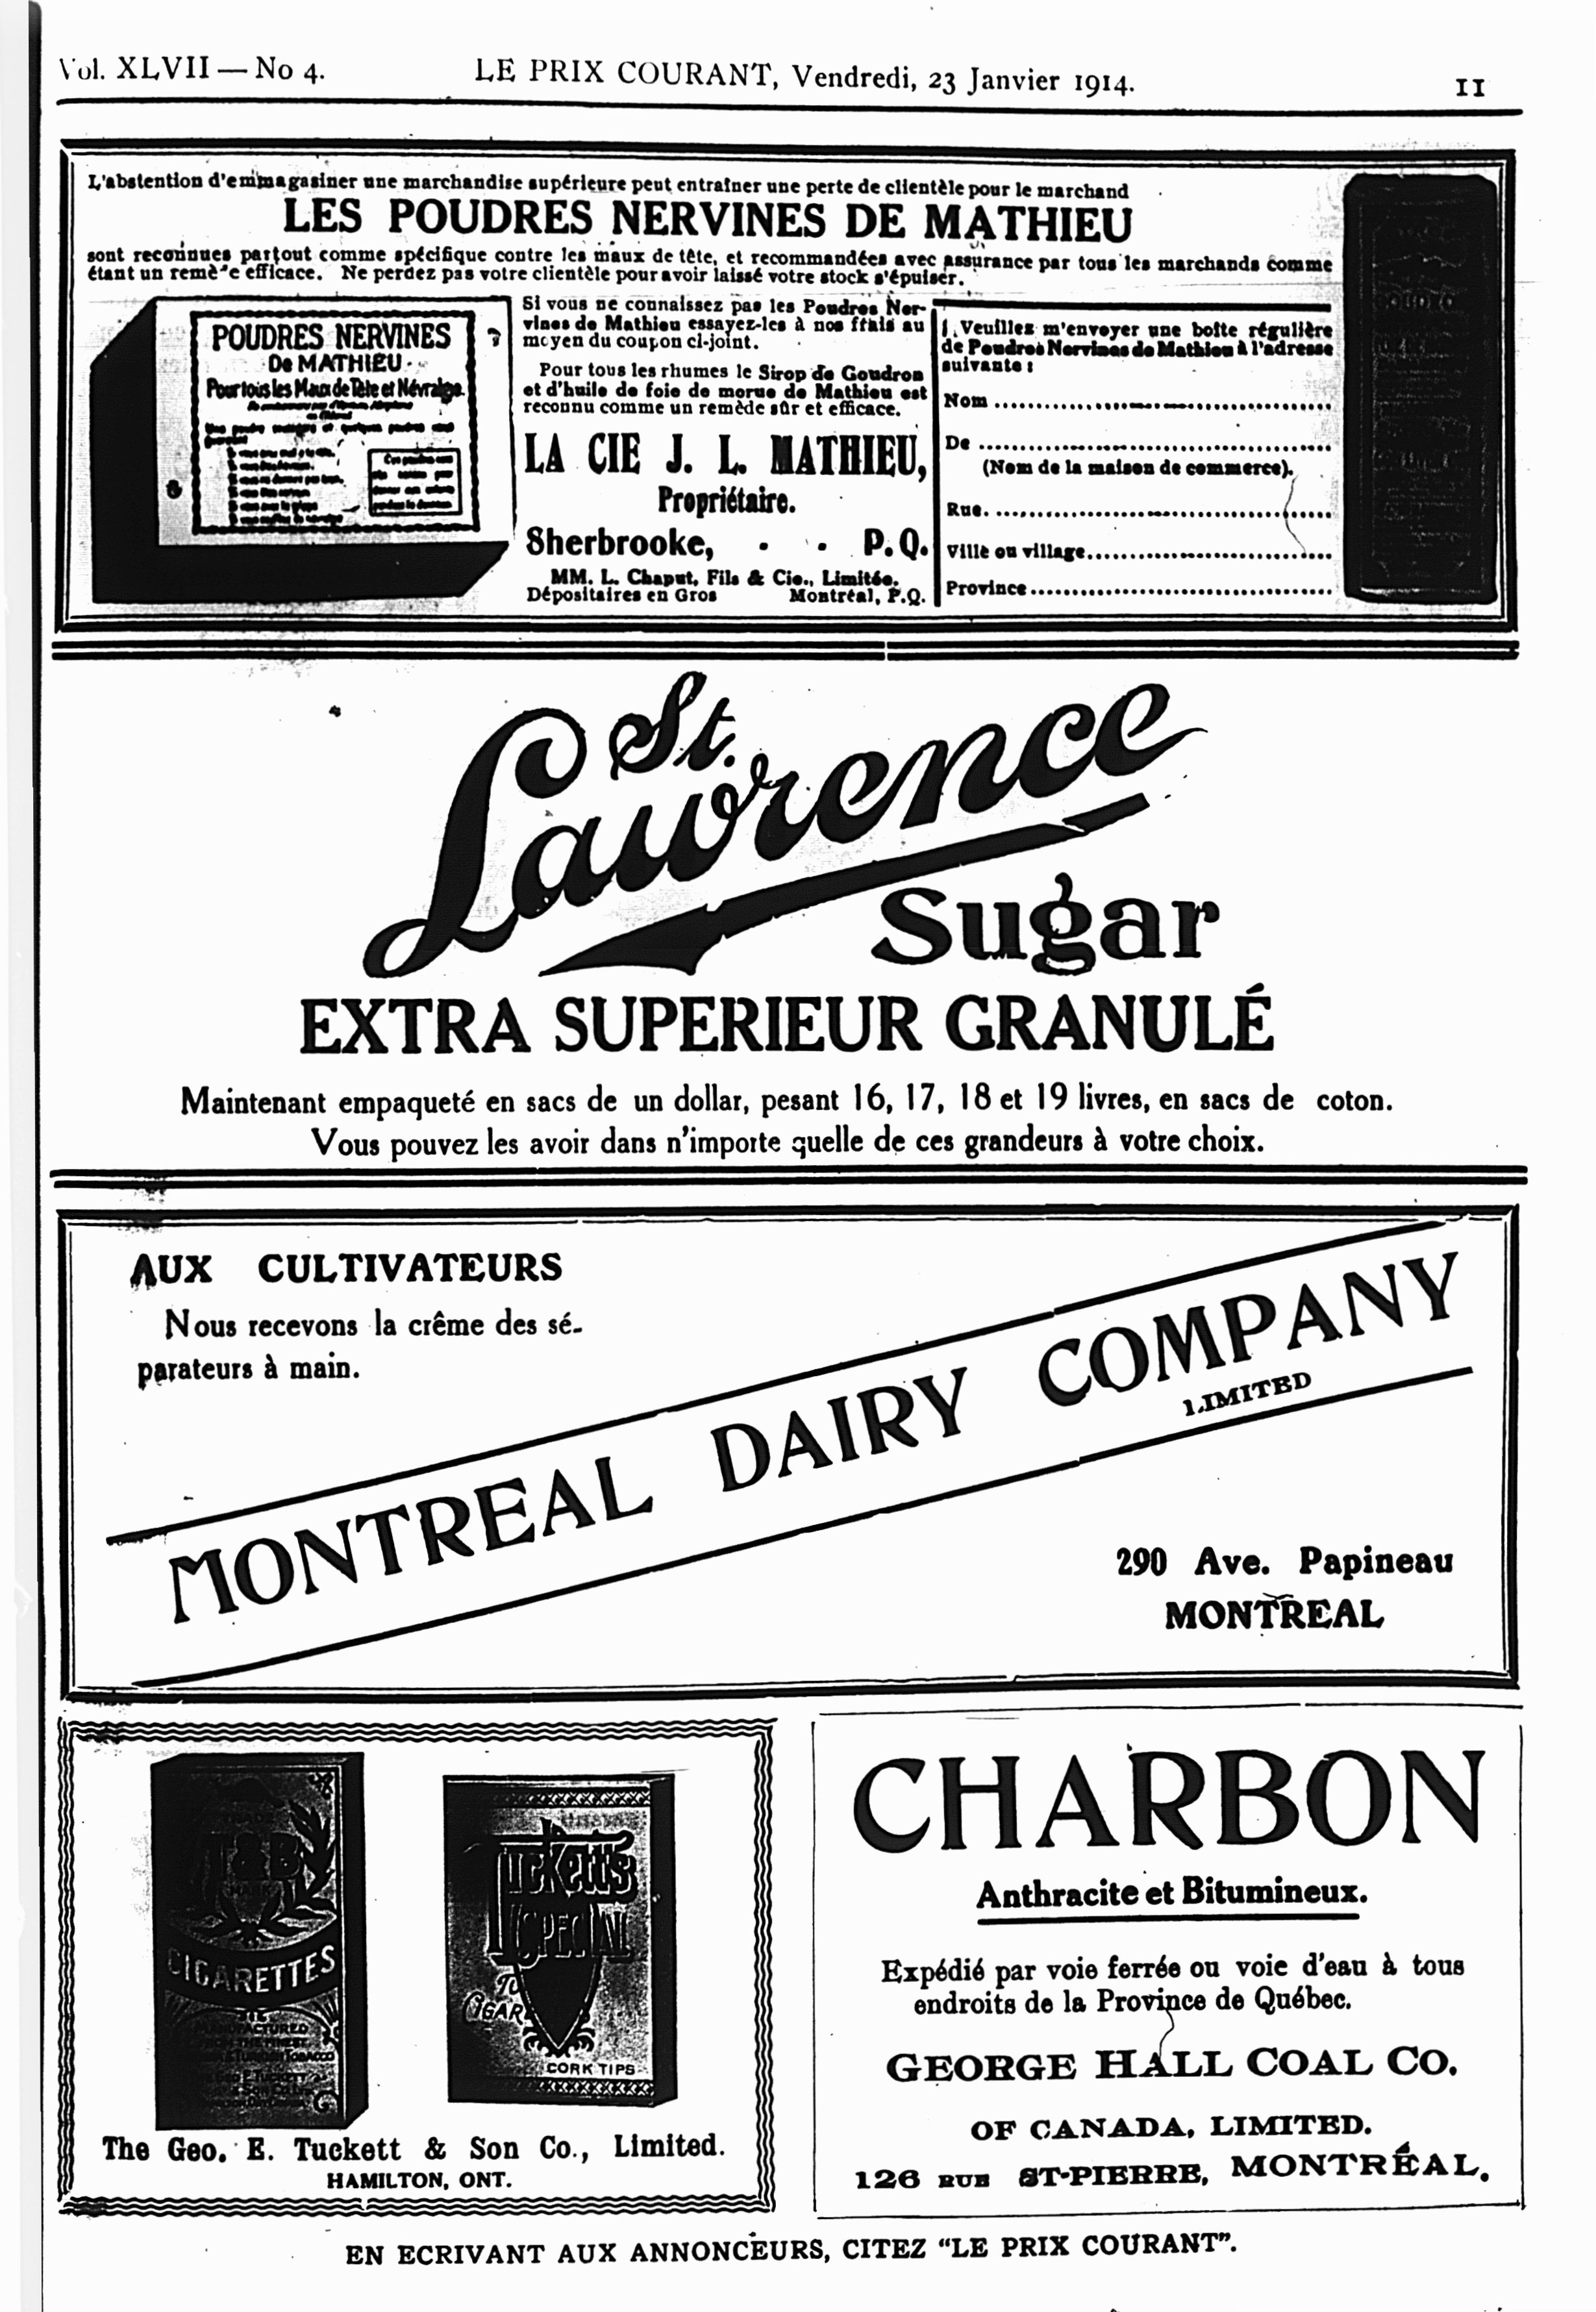 Vol. XLVII — No 4.
LE PRIX COURANT, Vendredi, 23 Janvier 1914.
11
L'abstention d'emmagasiner une marchandise supérieure peut entraîner une perte de clientèle pour le marchand
LES POUDRES NERVINES DE MATHIEU
sont reconnues partout comme spécifique contre les maux de tête, et recommandées avec assurance par tous les marchands comme
étant un remède efficace. Ne perdez pas votre clientèle pour avoir laissé votre stock s'épuiser.
POUDRES NERVINES
De MATHIEU
Pour tous les Maux de Tête et Névralgie.
Si vous ne connaissez pas les Poudres Ner-
vines de Mathieu essayez-les à nos frais au
moyen du coupon ci-joint.
Pour tous les rhumes le Sirop de Goudron
et d'huile de foie de morue de Mathieu est
reconnu comme un remède sûr et efficace.
LA CIE J. L. MATHIEU,
Propriétaire.
Sherbrooke, - - P.Q.
MM. L. Chaput, Fils & Cie., Limitée.
Dépositaires en Gros Montréal, P.Q.
Veuillez m'envoyer une boîte régulière
de Poudres Nervines de Mathieu à l'adresse
suivante :
Nom ........................................
De ........................................
(Nom de la maison de commerce).
Rue. ........................................
Ville ou village..............................
Province....................................
St.
Lawrence
Sugar
EXTRA SUPERIEUR GRANULÉ
Maintenant empaqueté en sacs de un dollar, pesant 16, 17, 18 et 19 livres, en sacs de coton.
Vous pouvez les avoir dans n'importe quelle de ces grandeurs à votre choix.
AUX CULTIVATEURS
Nous recevons la crême des sé-
parateurs à main.
MONTREAL DAIRY COMPANY
LIMITED
290 Ave. Papineau
MONTREAL
T&B
CIGARETTES
MANUFACTURED
Tuckett's
SPECIAL
CORK TIPS
The Geo. E. Tuckett & Son Co., Limited.
HAMILTON, ONT.
CHARBON
Anthracite et Bitumineux.
Expédié par voie ferrée ou voie d'eau à tous
endroits de la Province de Québec.
GEORGE HALL COAL CO.
OF CANADA, LIMITED.
126 RUE ST-PIERRE, MONTRÉAL.
EN ECRIVANT AUX ANNONCEURS, CITEZ "LE PRIX COURANT".